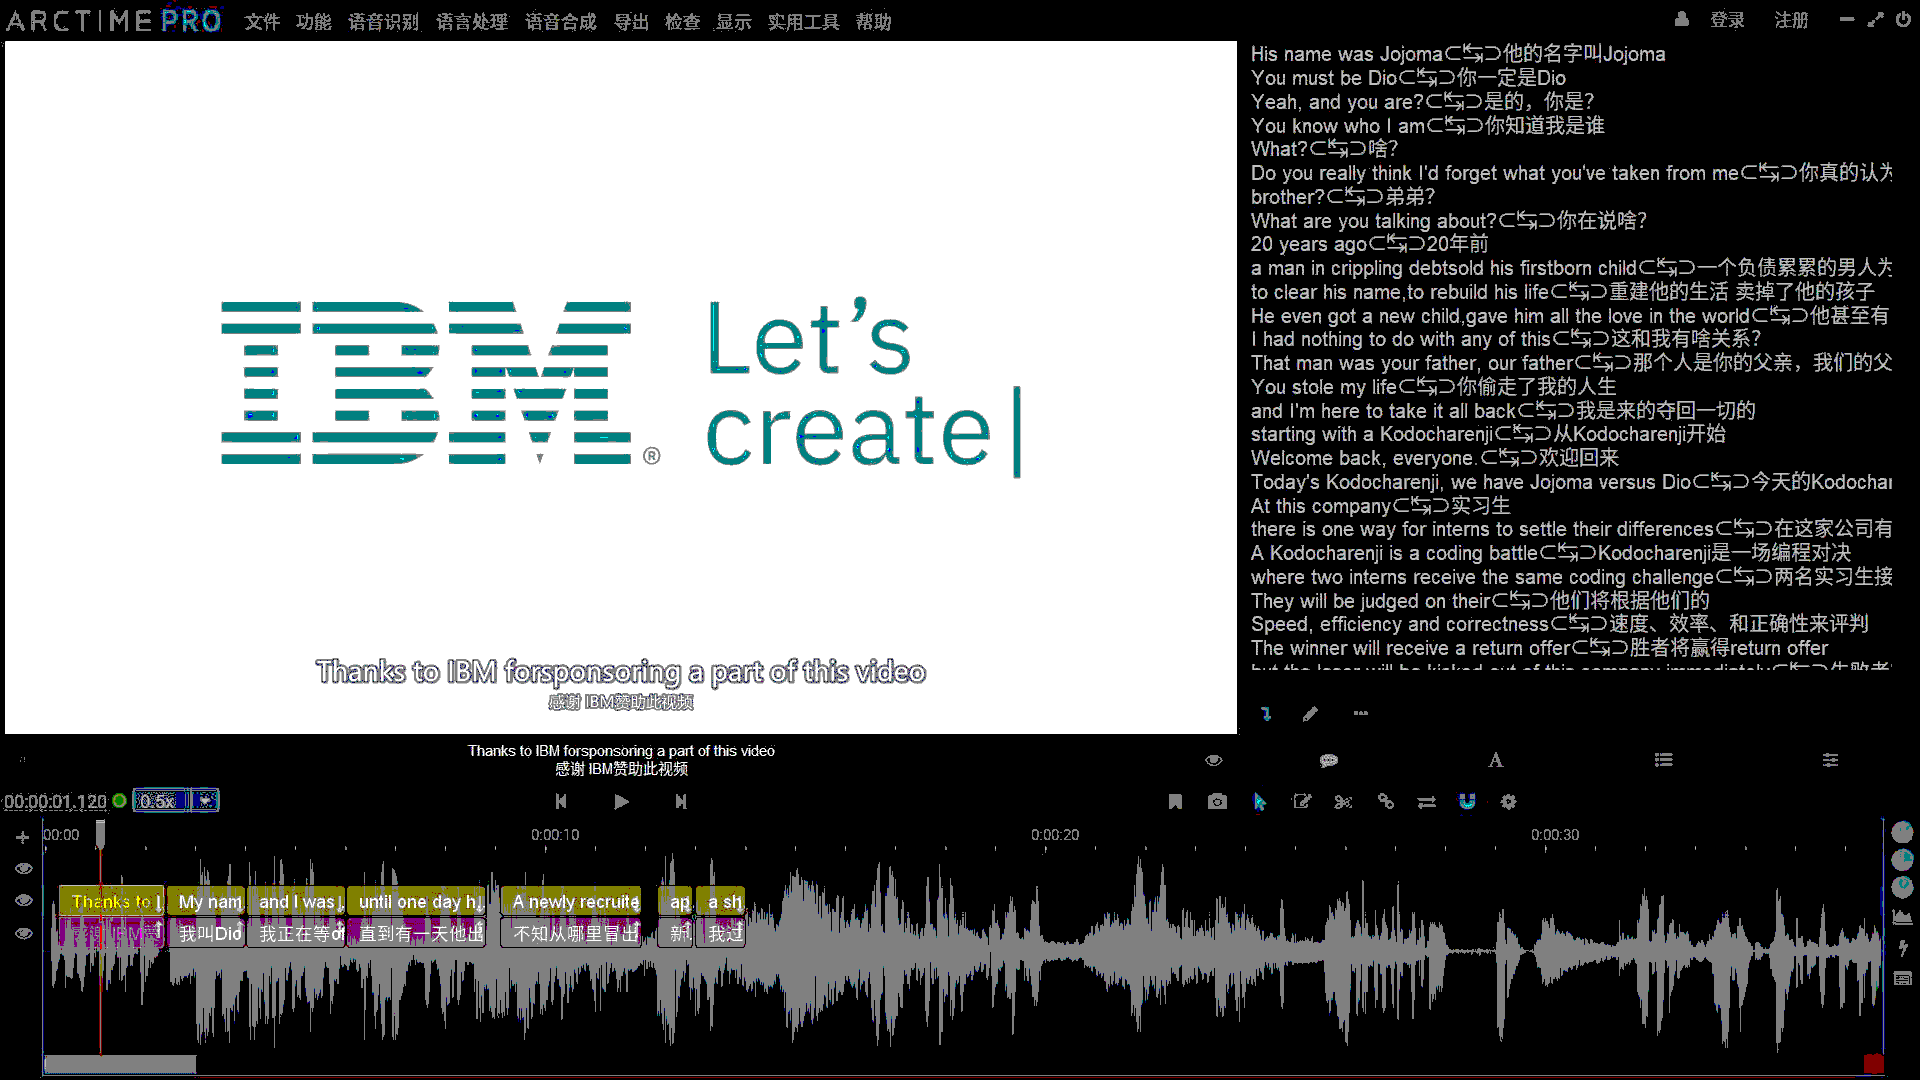 ARCTIME PRO 文件 功能 语音识别 语言处理 语音合成 导出 检查 显示 实用工具 帮助 登录 注册
IBM® Let's
create|
Thanks to IBM forsponsoring a part of this video
感谢 IBM赞助此视频
His name was Jojoma⊂↹⊃他的名字叫Jojoma
You must be Dio⊂↹⊃你一定是Dio
Yeah, and you are?⊂↹⊃是的，你是?
You know who I am⊂↹⊃你知道我是谁
What?⊂↹⊃啥?
Do you really think I'd forget what you've taken from me⊂↹⊃你真的认为
brother?⊂↹⊃弟弟?
What are you talking about?⊂↹⊃你在说啥?
20 years ago⊂↹⊃20年前
a man in crippling debtsold his firstborn child⊂↹⊃一个负债累累的男人为
to clear his name,to rebuild his life⊂↹⊃重建他的生活 卖掉了他的孩子
He even got a new child,gave him all the love in the world⊂↹⊃他甚至有
I had nothing to do with any of this⊂↹⊃这和我有啥关系?
That man was your father, our father⊂↹⊃那个人是你的父亲，我们的父
You stole my life⊂↹⊃你偷走了我的人生
and I'm here to take it all back⊂↹⊃我是来的夺回一切的
starting with a Kodocharenji⊂↹⊃从Kodocharenji开始
Welcome back, everyone.⊂↹⊃欢迎回来
Today's Kodocharenji, we have Jojoma versus Dio⊂↹⊃今天的Kodochar
At this company⊂↹⊃实习生
there is one way for interns to settle their differences⊂↹⊃在这家公司有
A Kodocharenji is a coding battle⊂↹⊃Kodocharenji是一场编程对决
where two interns receive the same coding challenge⊂↹⊃两名实习生接
They will be judged on their⊂↹⊃他们将根据他们的
Speed, efficiency and correctness⊂↹⊃速度、效率、和正确性来评判
The winner will receive a return offer⊂↹⊃胜者将赢得return offer
but the loser will be kicked out of this company immediately⊂↹⊃失败者
Thanks to IBM forsponsoring a part of this video
感谢 IBM赞助此视频
00:00:01.120 0.5x
00:00 0:00:10 0:00:20 0:00:30
Thanks to My nam and I was until one day h A newly recruite ap a sh
感谢 IBM赞 我叫Dio 我正在等o 直到有一天他出 不知从哪里冒出 新 我过